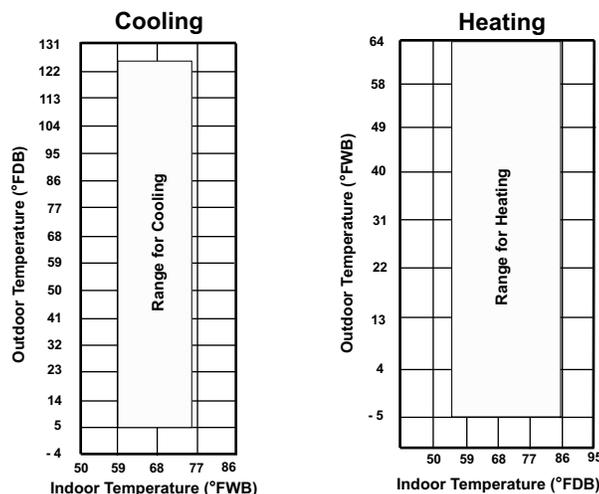 Cooling
Outdoor Temperature (°FDB)
131
122
113
104
95
86
77
68
59
50
41
32
23
14
5
- 4
Range for Cooling
50 59 68 77 86
Indoor Temperature (°FWB)
Heating
Outdoor Temperature (°FWB)
64
58
49
40
31
22
13
4
- 5
Range for Heating
50 59 68 77 86 95
Indoor Temperature (°FDB)